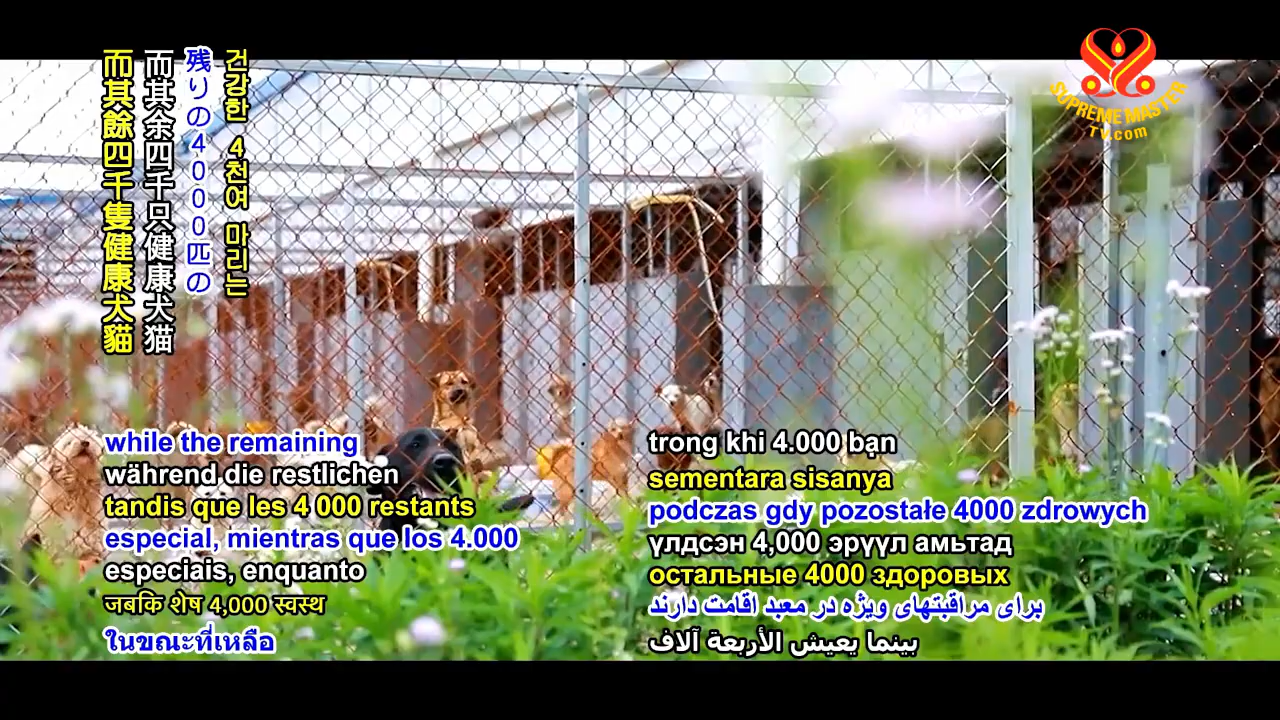 건강한 4천여 마리는
残りの4000匹の
而其余四千只健康犬猫
而其餘四千隻健康犬貓
SUPREME MASTER
TV.com
while the remaining
während die restlichen
tandis que les 4 000 restants
especial, mientras que los 4.000
especiais, enquanto
जबकि शेष 4,000 स्वस्थ
ในขณะที่เหลือ
trong khi 4.000 bạn
sementara sisanya
podczas gdy pozostałe 4000 zdrowych
үлдсэн 4,000 эрүүл амьтад
остальные 4000 здоровых
برای مراقبتهای ویژه در معبد اقامت دارند
بينما يعيش الأربعة آلاف